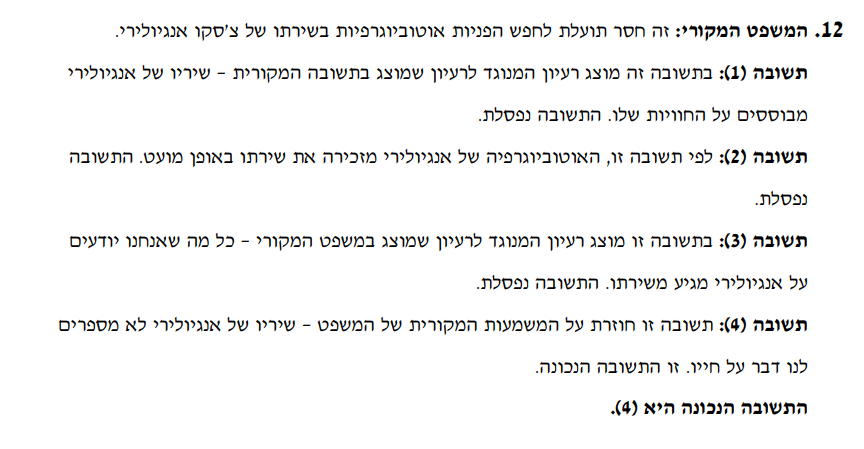 12. המשפט המקורי: זה חסר תועלת לחפש הפניות אוטוביוגרפיות בשירתו של צ'סקו אנגיולירי.
תשובה (1): בתשובה זה מוצג רעיון המנוגד לרעיון שמוצג בתשובה המקורית – שיריו של אנגיולירי
מבוססים על החוויות שלו. התשובה נפסלת.
תשובה (2): לפי תשובה זו, האוטוביוגרפיה של אנגיולירי מזכירה את שירתו באופן מועט. התשובה
נפסלת.
תשובה (3): בתשובה זו מוצג רעיון המנוגד לרעיון שמוצג במשפט המקורי – כל מה שאנחנו יודעים
על אנגיולירי מגיע משירתו. התשובה נפסלת.
תשובה (4): תשובה זו חוזרת על המשמעות המקורית של המשפט – שיריו של אנגיולירי לא מספרים
לנו דבר על חייו. זו התשובה הנכונה.
התשובה הנכונה היא (4).